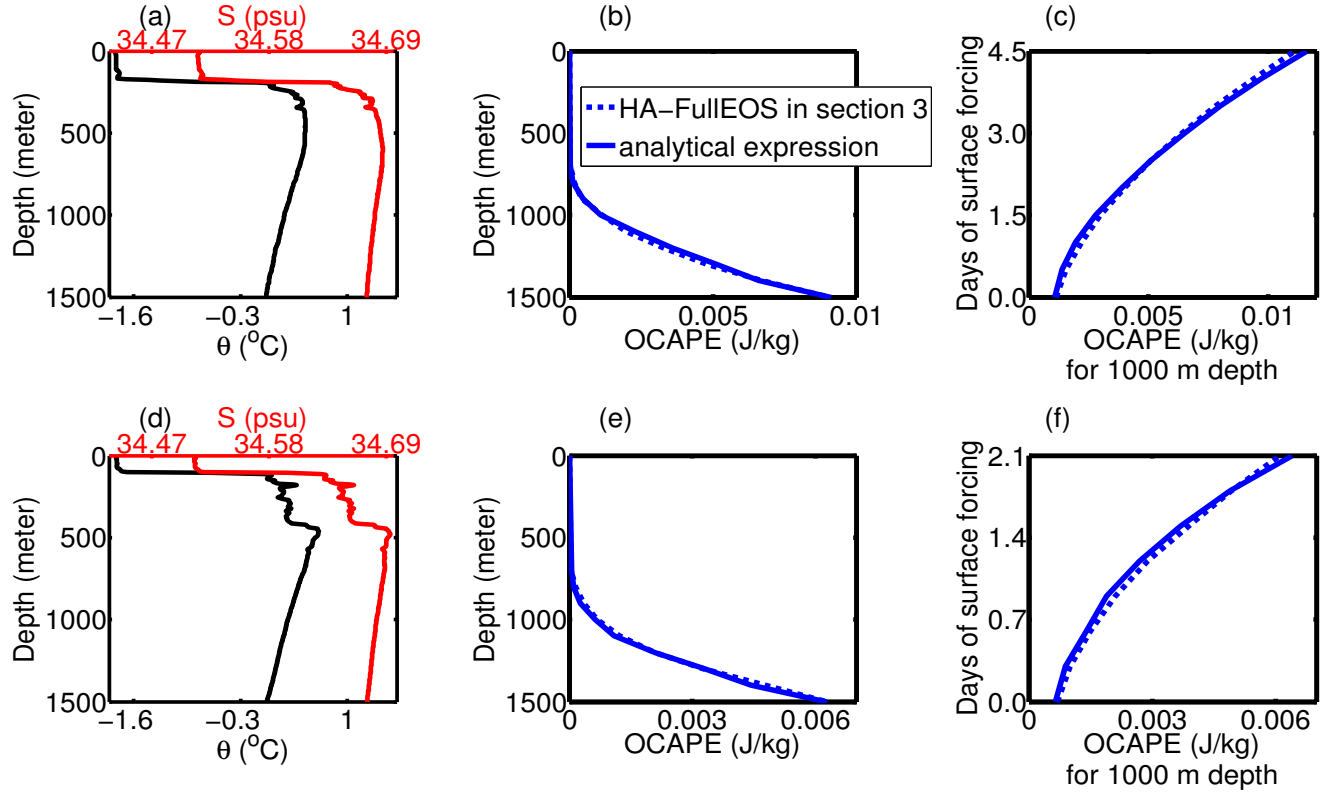 (a)
S (psu)
34.47 34.58 34.69
0
500
1000
1500
Depth (meter)
−1.6 −0.3 1
θ (°C)
(b)
0
500
1000
1500
Depth (meter)
HA−FullEOS in section 3
analytical expression
0 0.005 0.01
OCAPE (J/kg)
(c)
4.5
3.0
1.5
0.0
Days of surface forcing
0 0.005 0.01
OCAPE (J/kg)
for 1000 m depth
(d)
S (psu)
34.47 34.58 34.69
0
500
1000
1500
Depth (meter)
−1.6 −0.3 1
θ (°C)
(e)
0
500
1000
1500
Depth (meter)
0 0.003 0.006
OCAPE (J/kg)
(f)
2.1
1.4
0.7
0.0
Days of surface forcing
0 0.003 0.006
OCAPE (J/kg)
for 1000 m depth